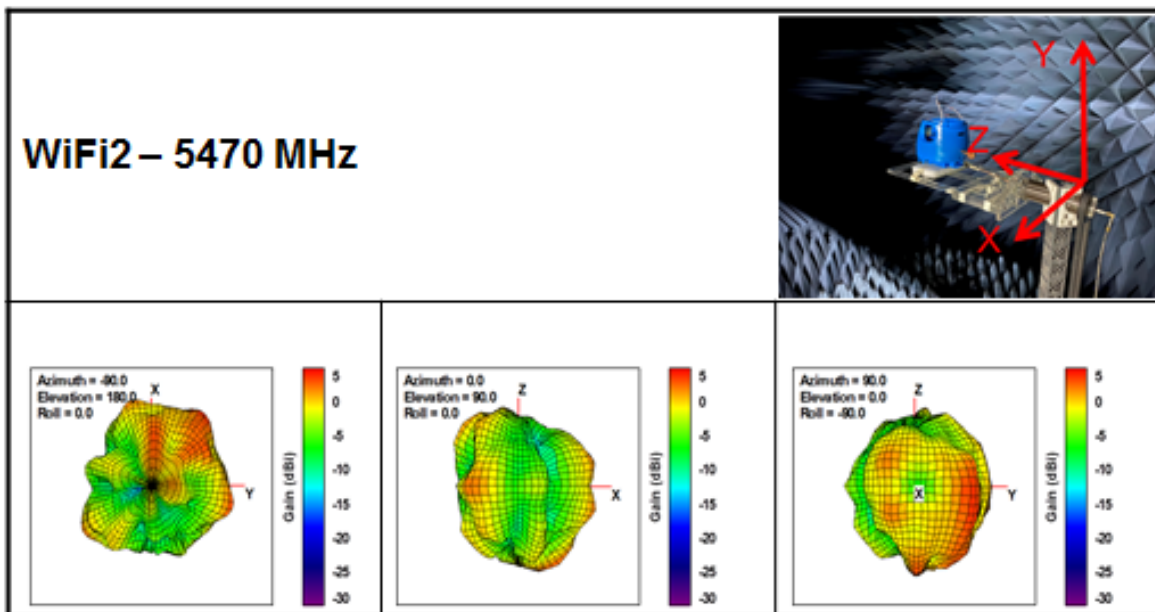 WiFi2 – 5470 MHz
Y
Z
X
Azimuth = -90.0
Elevation = 180.0
Roll = 0.0
X
Y
Gain (dBi)
5
0
-5
-10
-15
-20
-25
-30
Azimuth = 0.0
Elevation = 90.0
Roll = 0.0
Z
X
Gain (dBi)
5
0
-5
-10
-15
-20
-25
-30
Azimuth = 90.0
Elevation = 0.0
Roll = -90.0
Z
X
Y
Gain (dBi)
5
0
-5
-10
-15
-20
-25
-30